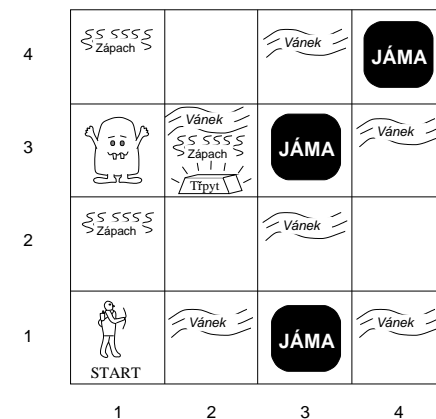 4
Zápach
Vánek
JÁMA
3
Vánek
Zápach
Třpyt
JÁMA
Vánek
2
Zápach
Vánek
1
START
Vánek
JÁMA
Vánek
1 2 3 4